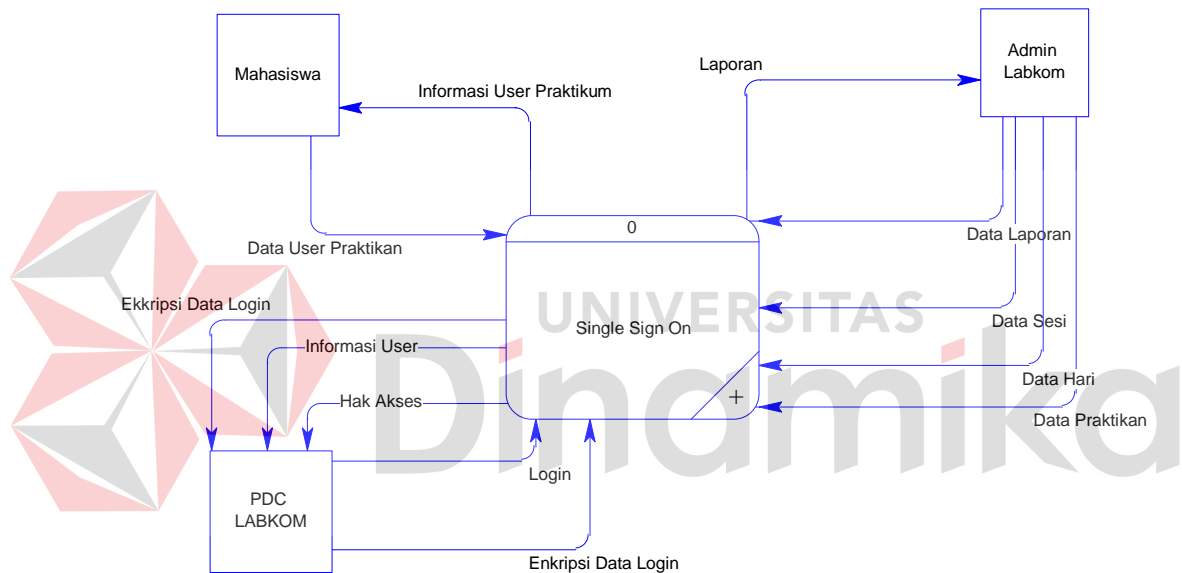 Mahasiswa
Admin
Labkom
Laporan
Informasi User Praktikum
0
Data User Praktikan
Data Laporan
Ekkripsi Data Login
UNIVERSITAS
Dinamika
Single Sign On
Data Sesi
Informasi User
Data Hari
Hak Akses
+
Data Praktikan
Login
PDC
LABKOM
Enkripsi Data Login